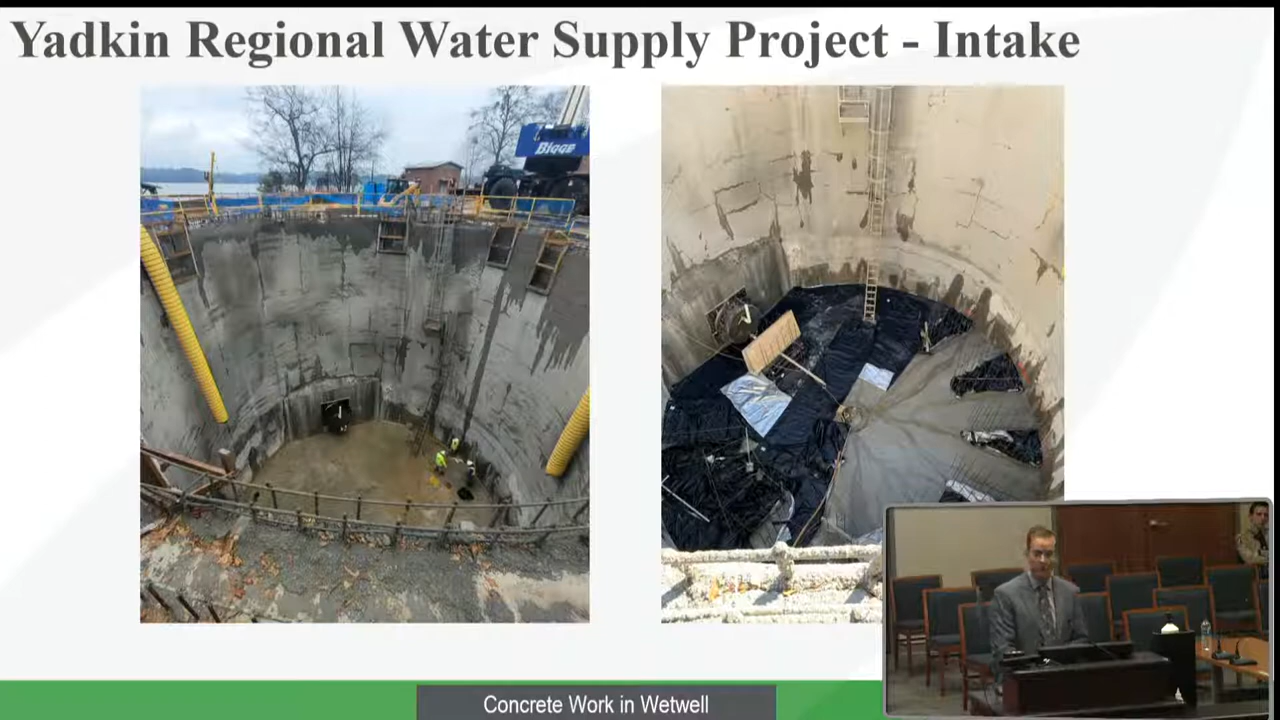 Yadkin Regional Water Supply Project - Intake
Bigge
Concrete Work in Wetwell